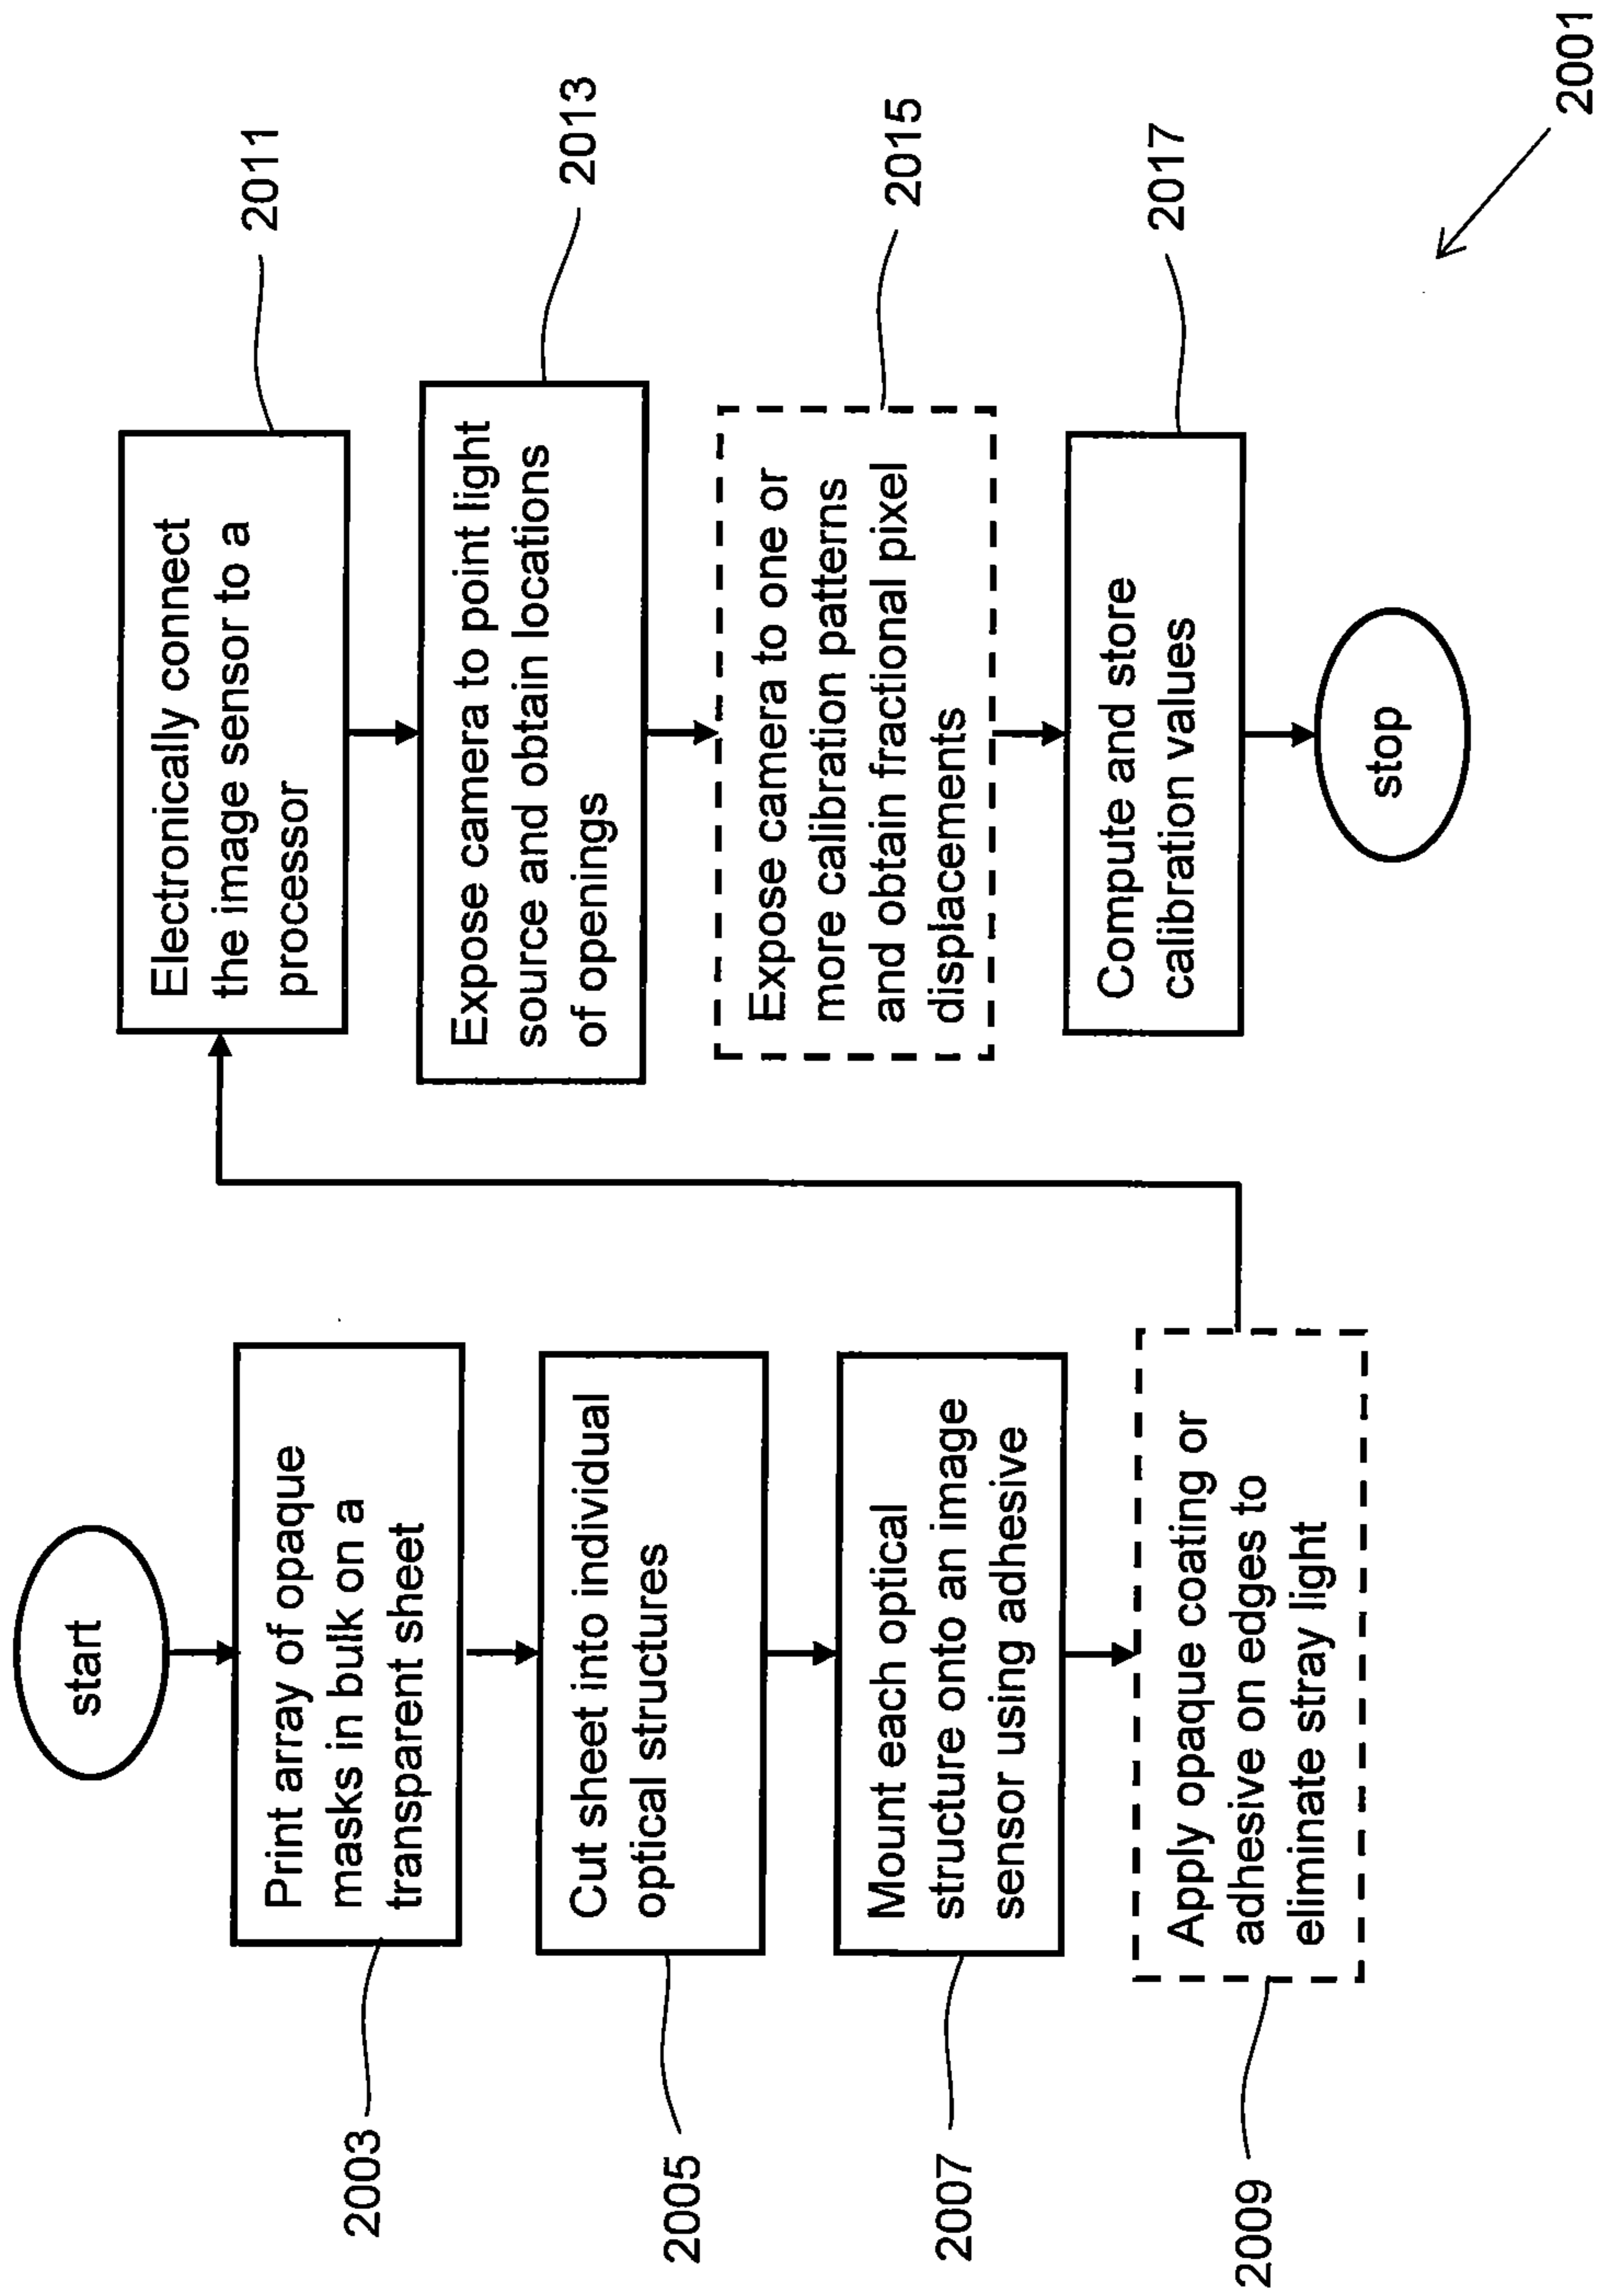 start
Print array of opaque
masks in bulk on a
transparent sheet
2003
Cut sheet into individual
optical structures
2005
Mount each optical
structure onto an image
sensor using adhesive
2007
Apply opaque coating or
adhesive on edges to
eliminate stray light
2009
Electronically connect
the image sensor to a
processor
2011
Expose camera to point light
source and obtain locations
of openings
2013
Expose camera to one or
more calibration patterns
and obtain fractional pixel
displacements
2015
Compute and store
calibration values
2017
stop
2001